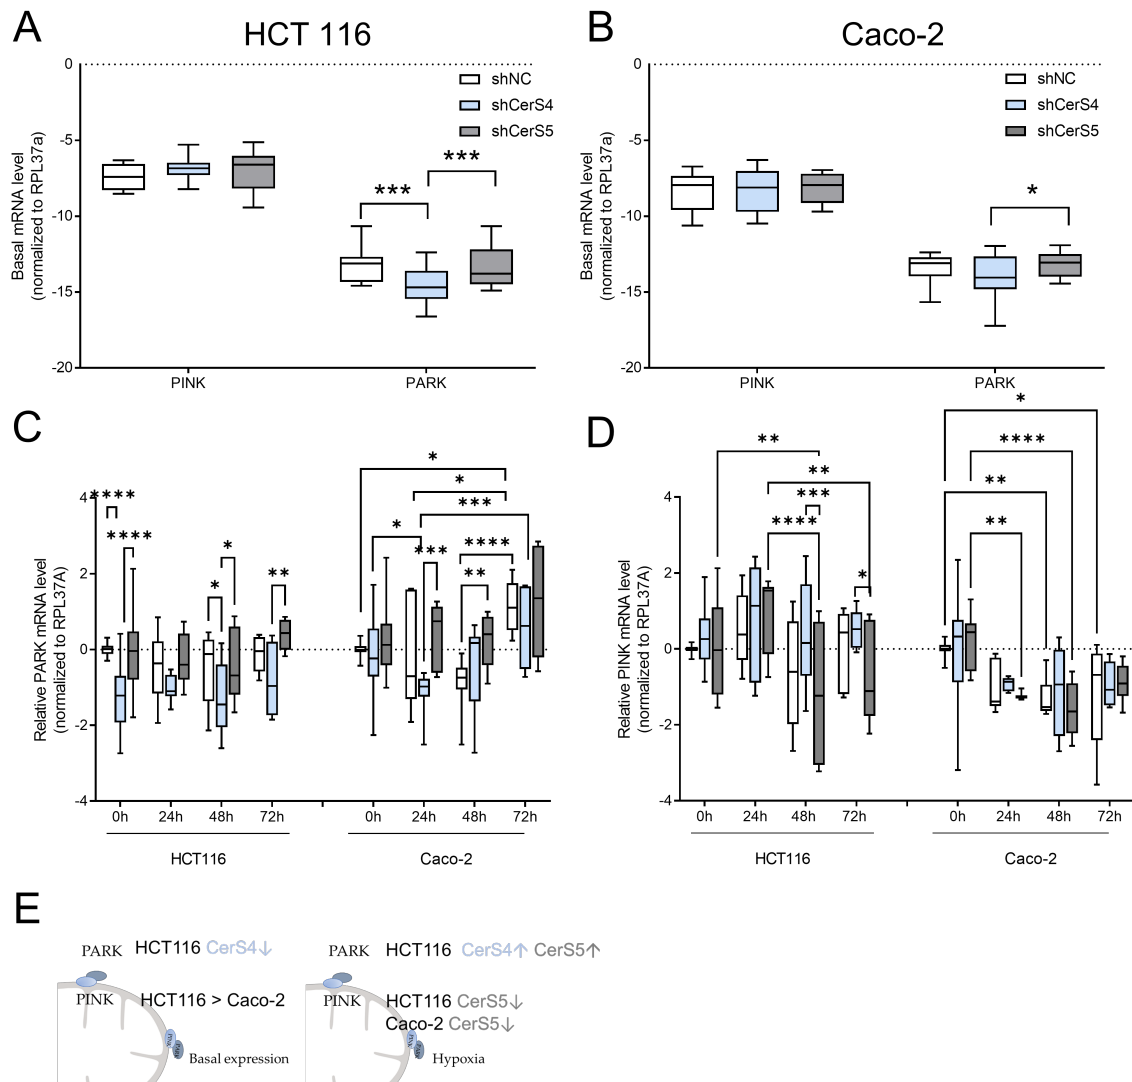 A
HCT 116
Basal mRNA level
(normalized to RPL37a)
0
-5
-10
-15
-20
shNC
shCerS4
shCerS5
***
***
PINK
PARK
B
Caco-2
Basal mRNA level
(normalized to RPL37a)
0
-5
-10
-15
-20
shNC
shCerS4
shCerS5
*
PINK
PARK
C
Relative PARK mRNA level
(normalized to RPL37A)
4
2
0
-2
-4
****
****
*
*
**
*
*
***
*
***
****
**
0h
24h
48h
72h
0h
24h
48h
72h
HCT116
Caco-2
D
Relative PINK mRNA level
(normalized to RPL37A)
4
2
0
-2
-4
**
**
***
****
*
*
****
**
**
0h
24h
48h
72h
0h
24h
48h
72h
HCT116
Caco-2
E
PARK HCT116 CerS4↓
PINK HCT116 > Caco-2
Basal expression
PARK HCT116 CerS4↑ CerS5↑
PINK HCT116 CerS5↓
Caco-2 CerS5↓
Hypoxia